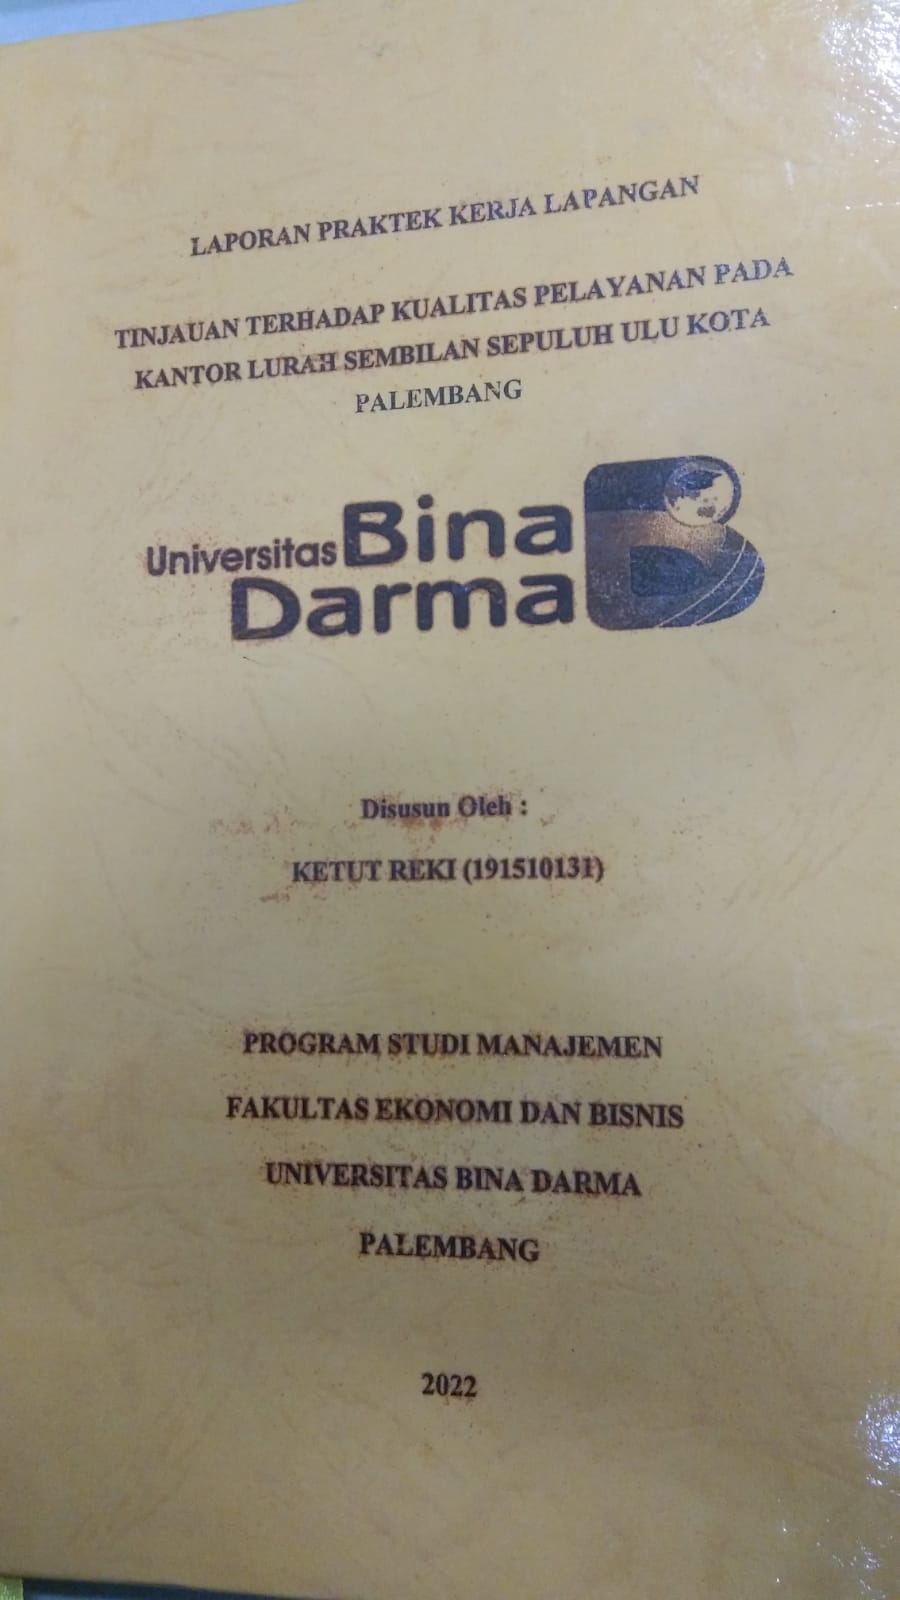 LAPORAN PRAKTEK KERJA LAPANGAN
TINJAUAN TERHADAP KUALITAS PELAYANAN PADA
KANTOR LURAH SEMBILAN SEPULUH ULU KOTA
PALEMBANG
Universitas Bina
Darma
Disusun Oleh :
KETUT REKI (191510131)
PROGRAM STUDI MANAJEMEN
FAKULTAS EKONOMI DAN BISNIS
UNIVERSITAS BINA DARMA
PALEMBANG
2022